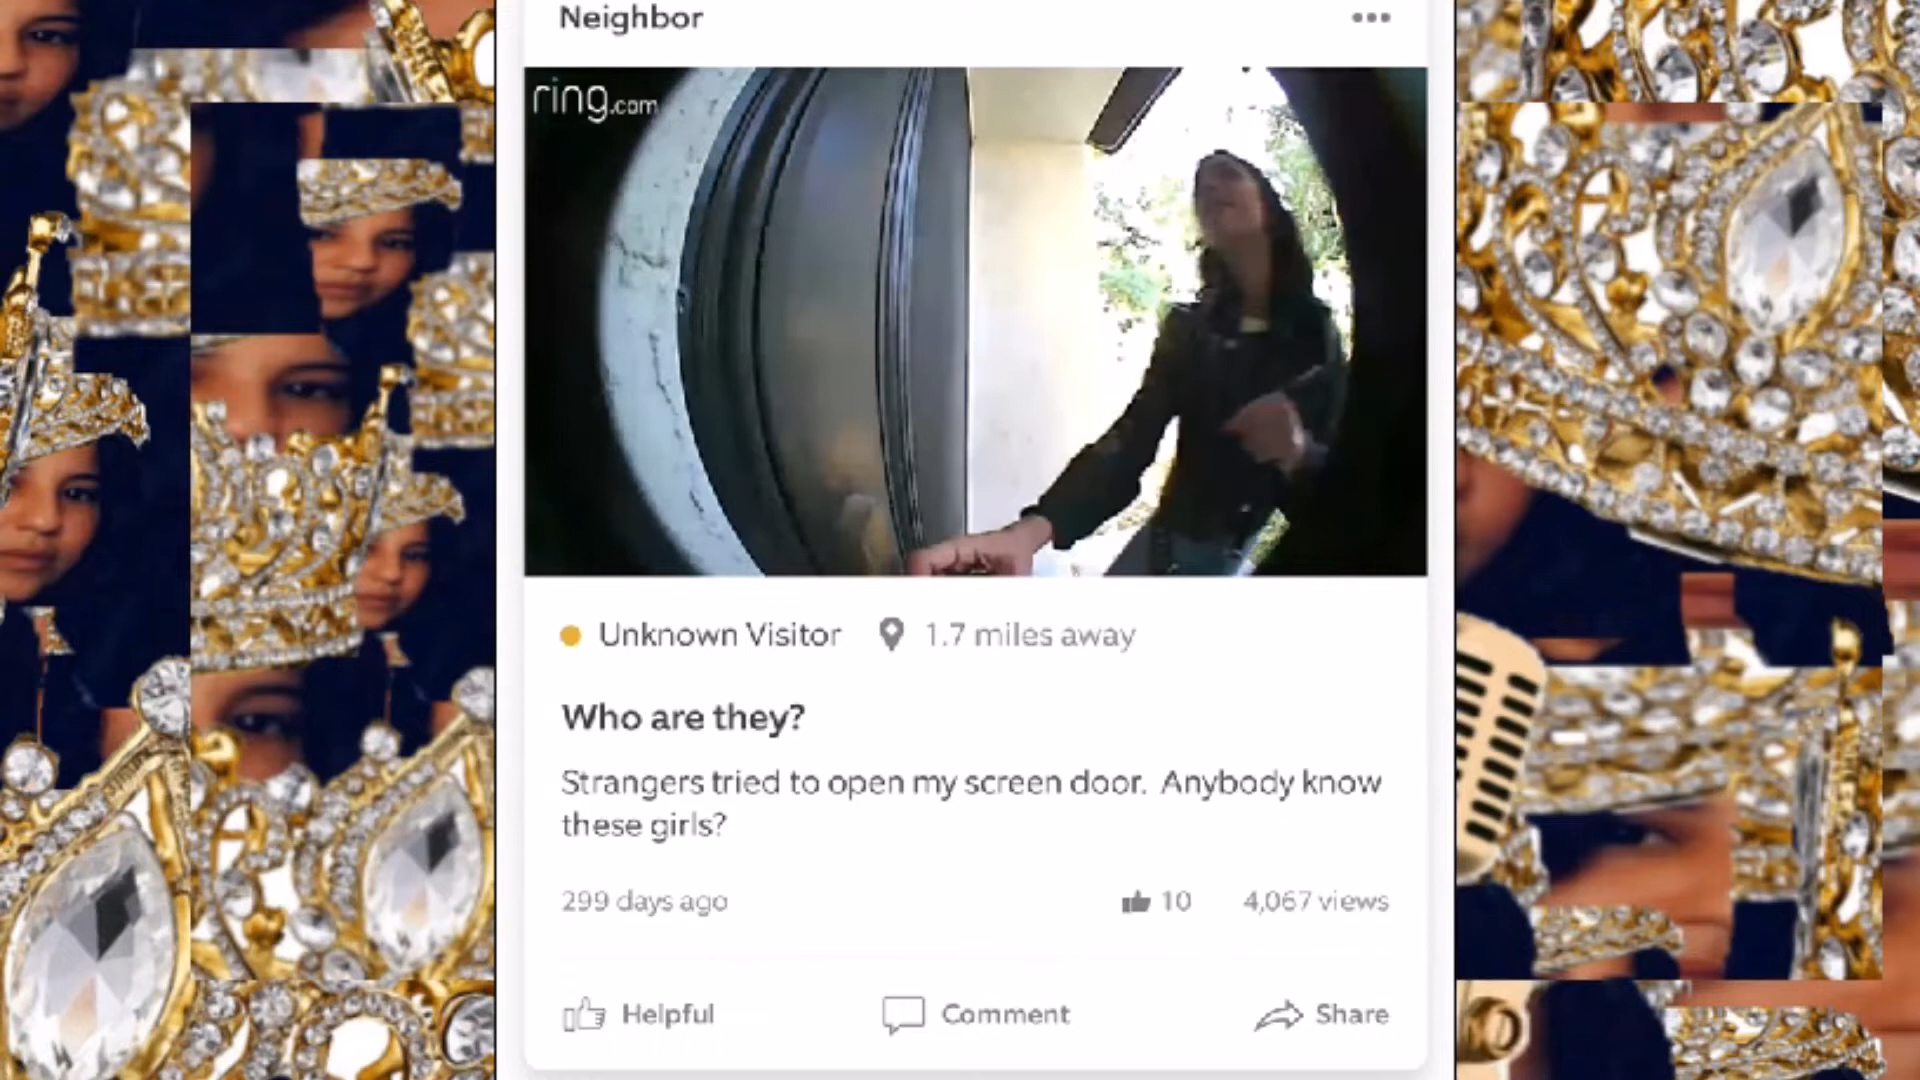 Neighbor
ring.com
Unknown Visitor 1.7 miles away
Who are they?
Strangers tried to open my screen door. Anybody know
these girls?
299 days ago 10 4,067 views
Helpful Comment Share